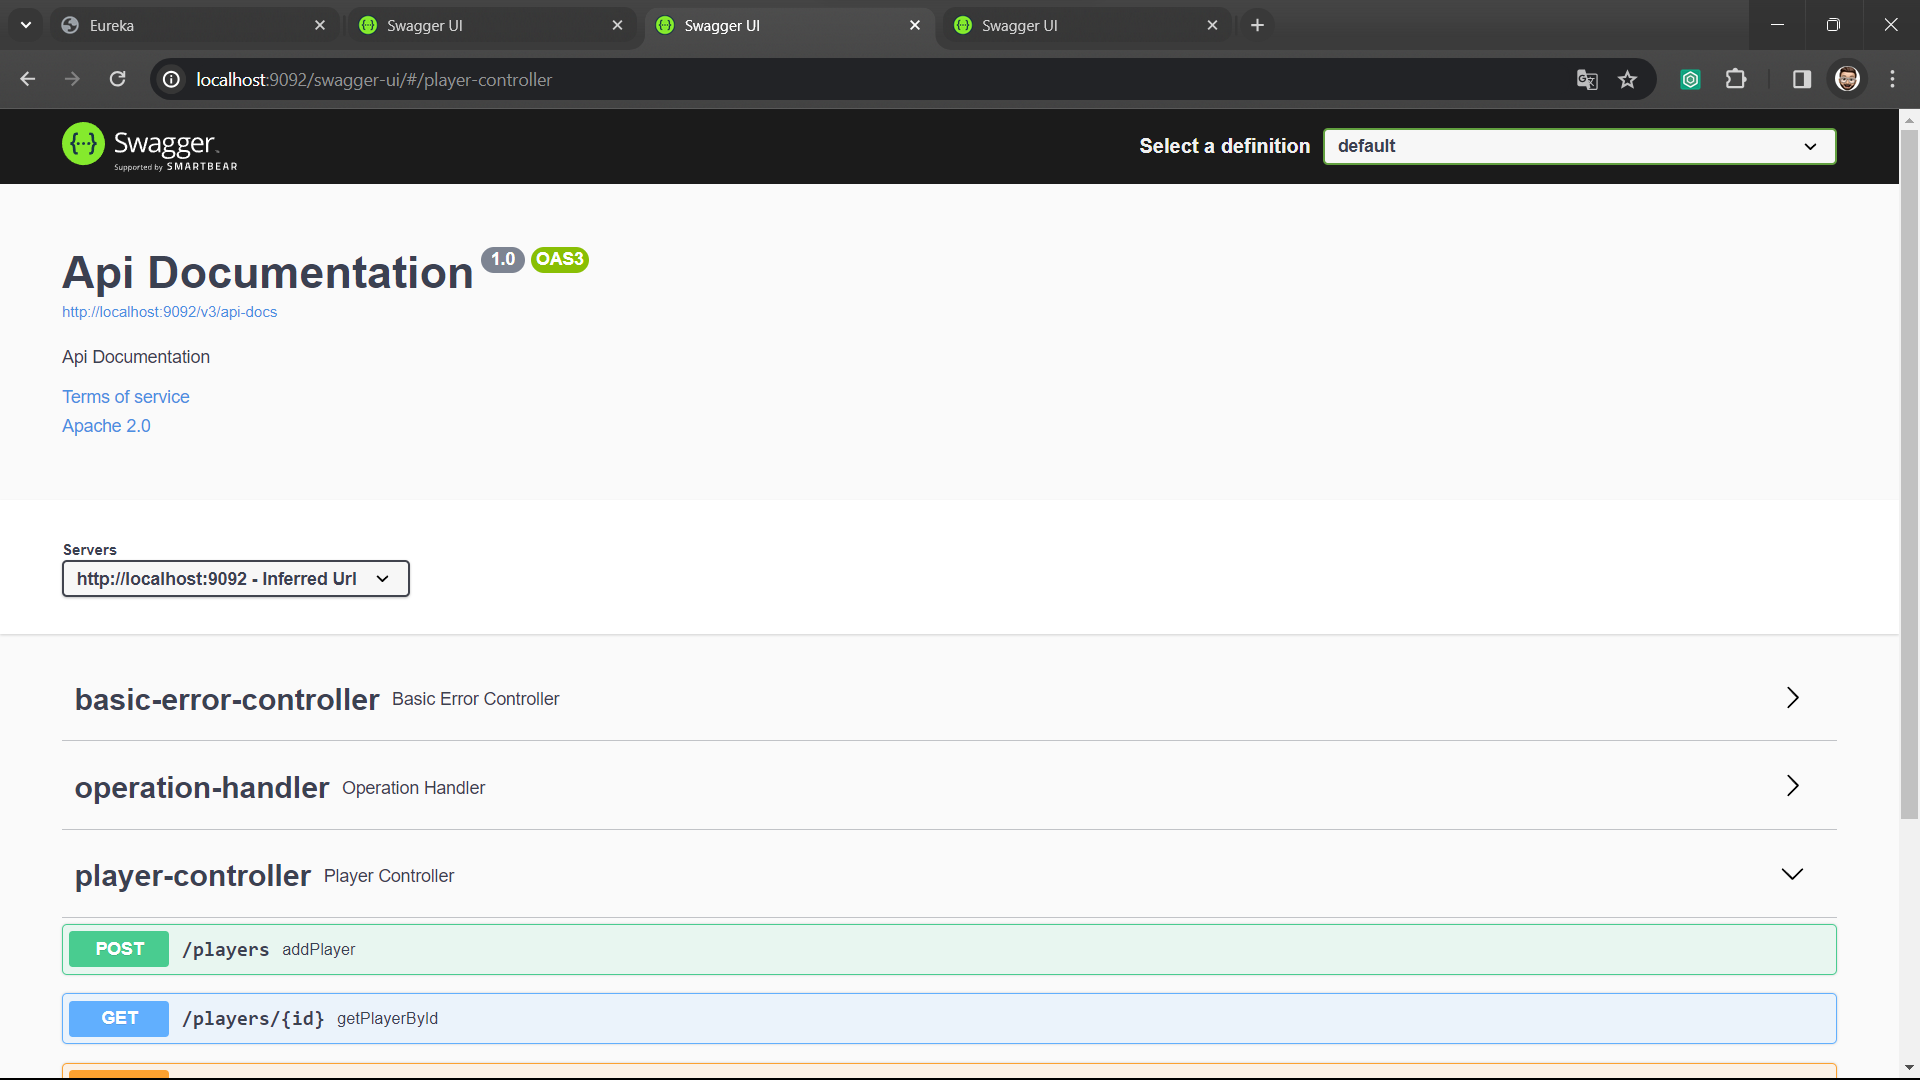 Eureka
Swagger UI
Swagger UI
Swagger UI
localhost:9092/swagger-ui/#/player-controller
Swagger
Supported by SMARTBEAR
Select a definition
default
Api Documentation 1.0 OAS3
http://localhost:9092/v3/api-docs
Api Documentation
Terms of service
Apache 2.0
Servers
http://localhost:9092 - Inferred Url
basic-error-controller Basic Error Controller
operation-handler Operation Handler
player-controller Player Controller
POST /players addPlayer
GET /players/{id} getPlayerById